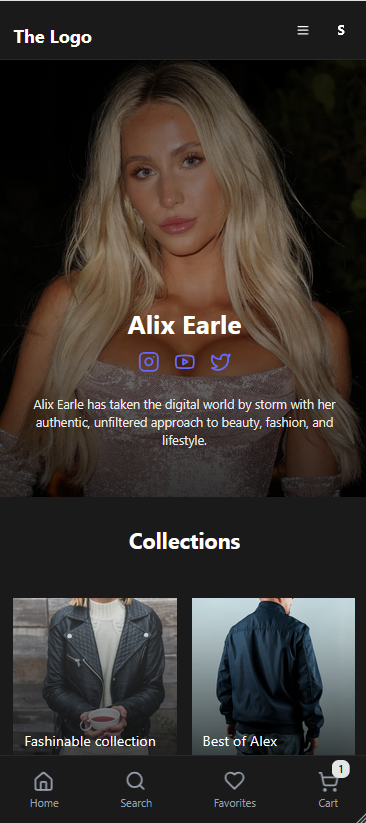 The Logo
S
Alix Earle
Alix Earle has taken the digital world by storm with her
authentic, unfiltered approach to beauty, fashion, and
lifestyle.
Collections
Fashinable collection
Best of Alex
1
Home
Search
Favorites
Cart